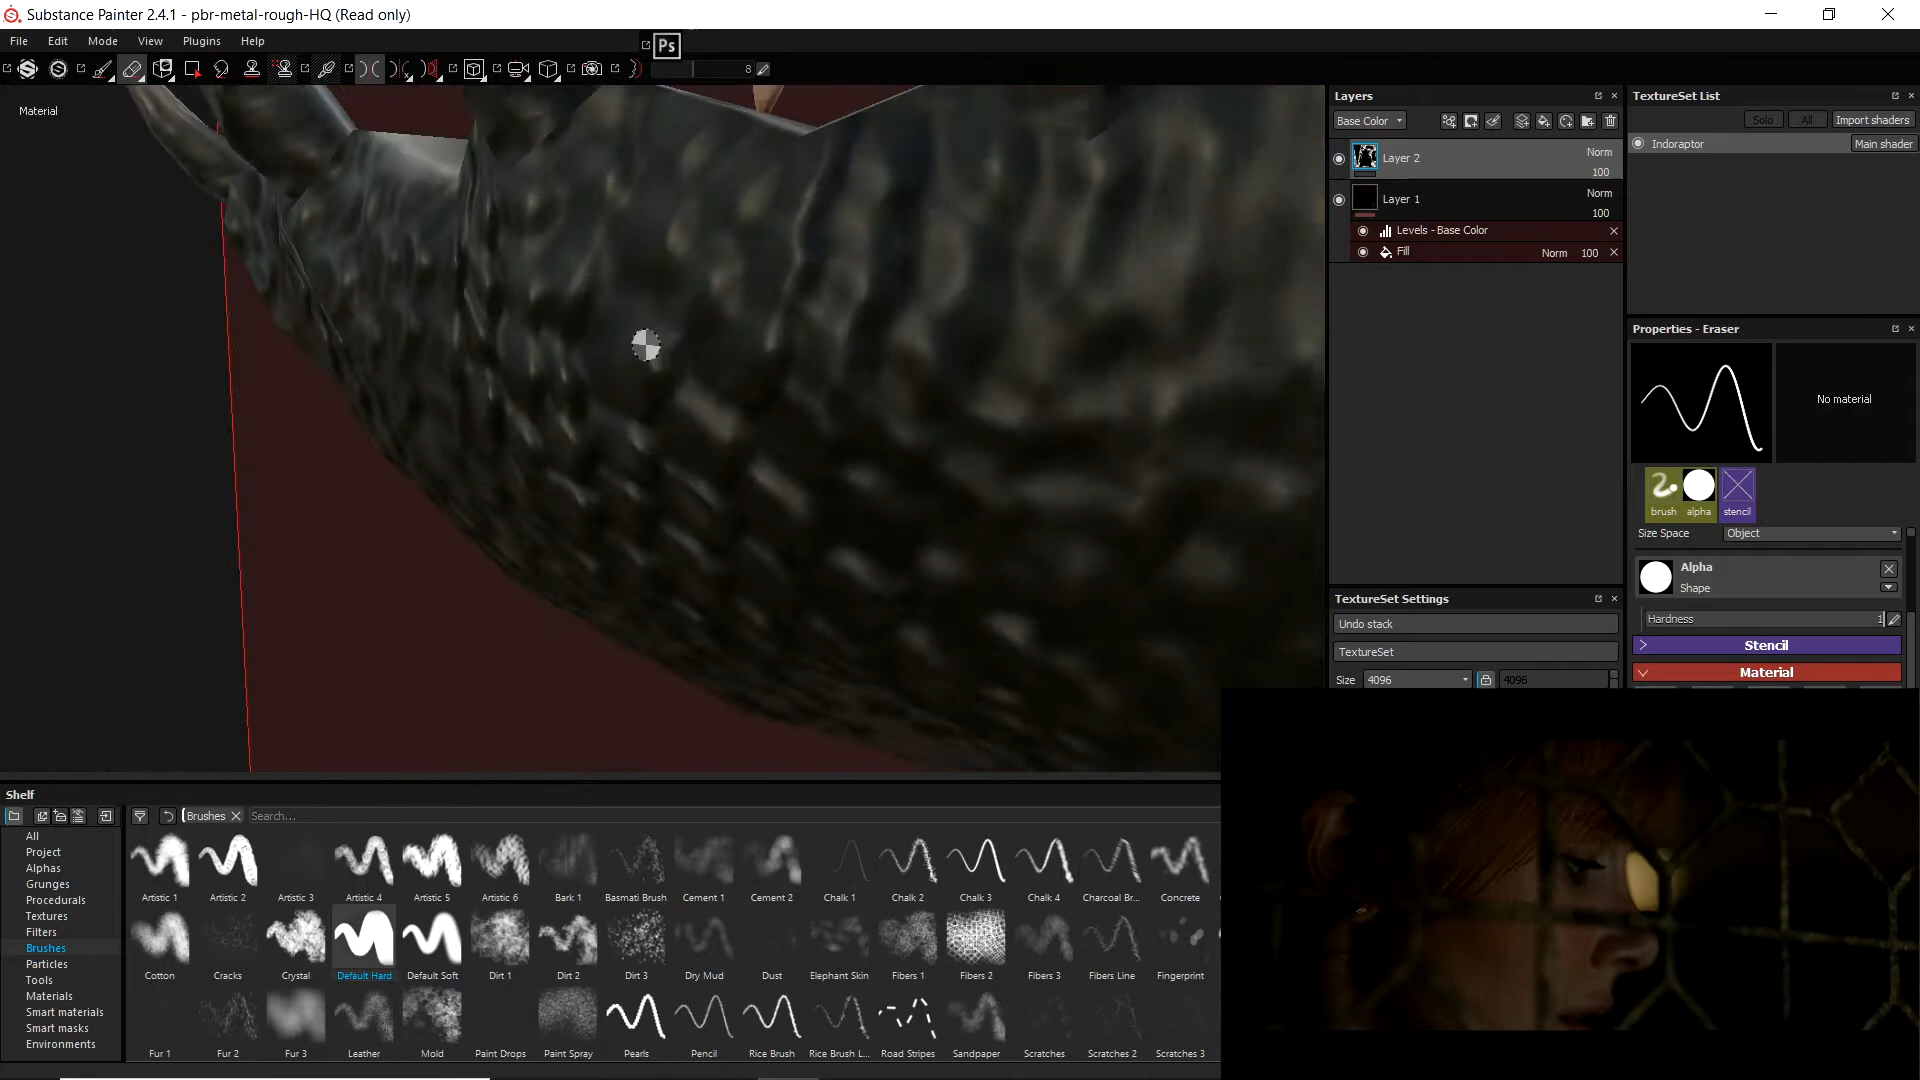 Substance Painter 2.4.1 - pbr-metal-rough-HQ (Read only)
File Edit Mode View Plugins Help
Ps
8
Material
Layers
Base Color
Layer 2 Norm 100
Layer 1 Norm 100
Levels - Base Color
Fill Norm 100
TextureSet List
Solo All Import shaders
Indoraptor Main shader
Properties - Eraser
No material
brush alpha stencil
Size Space Object
Alpha
Shape
Hardness 1
Stencil
Material
TextureSet Settings
Undo stack
TextureSet
Size 4096 4096
Shelf
Brushes Search...
All
Project
Alphas
Grunges
Procedurals
Textures
Filters
Brushes
Particles
Tools
Materials
Smart materials
Smart masks
Environments
Artistic 1 Artistic 2 Artistic 3 Artistic 4 Artistic 5 Artistic 6 Bark 1 Basmati Brush Cement 1 Cement 2 Chalk 1 Chalk 2 Chalk 3 Chalk 4 Charcoal Br... Concrete
Cotton Cracks Crystal Default Hard Default Soft Dirt 1 Dirt 2 Dirt 3 Dry Mud Dust Elephant Skin Fibers 1 Fibers 2 Fibers 3 Fibers Line Fingerprint
Fur 1 Fur 2 Fur 3 Leather Mold Paint Drops Paint Spray Pearls Pencil Rice Brush Rice Brush L... Road Stripes Sandpaper Scratches Scratches 2 Scratches 3